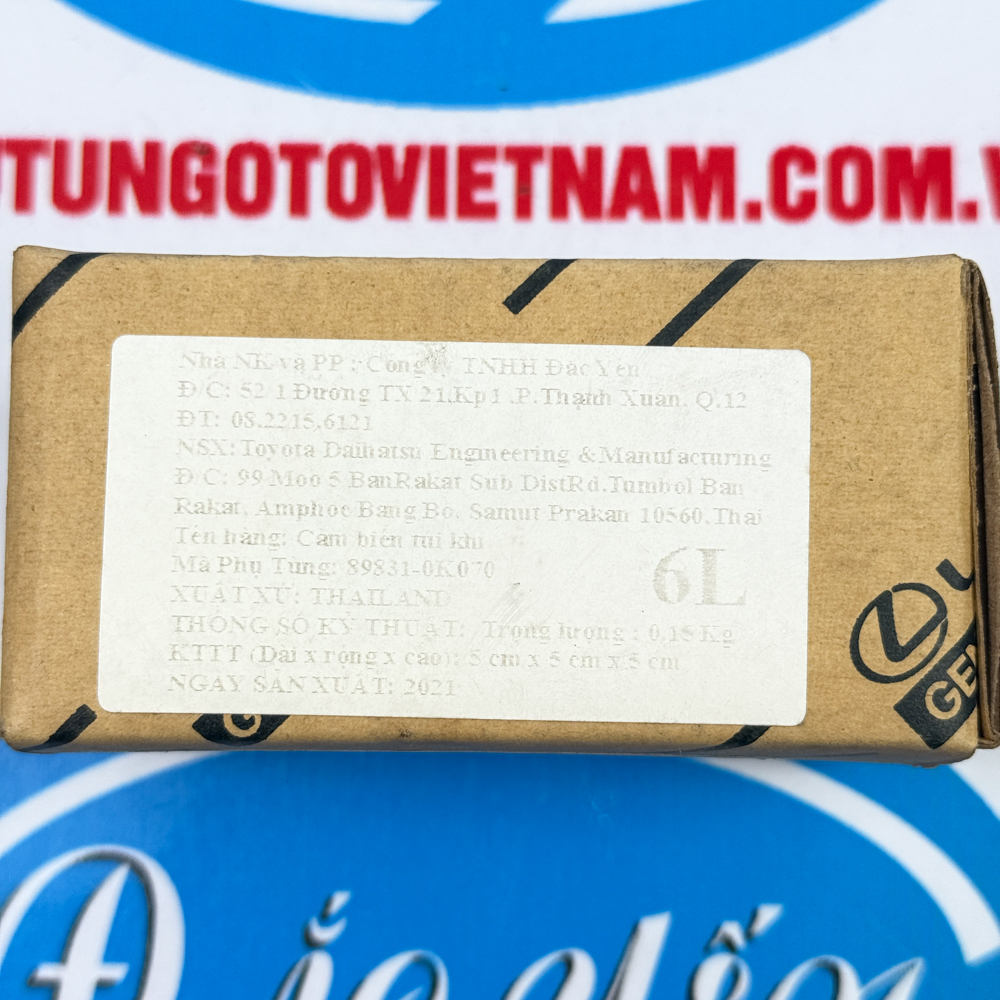 UTUNGOTOVIETNAM.COM.V
Nhà NK và PP : Công ty TNHH Đắc Yến
Đ/C: 52/1 Đường TX 21,Kp1 ,P.Thạnh Xuân, Q.12
ĐT: 08.2215.6121
NSX: Toyota Daihatsu Engineering &Manufacturing
Đ/C: 99 Moo 5 BanRakat Sub DistRd.Tumbol Ban
Rakat, Amphoe Bang Bo, Samut Prakan 10560.Thai
Tên hàng: Cảm biến túi khí
Mã Phụ Tùng: 89831-0K070
6L
XUẤT XỨ: THAILAND
THÔNG SỐ KỸ THUẬT: Trọng lượng : 0,15 Kg
KTTT (Dài x rộng x cao): 5 cm x 5 cm x 5 cm
NGÀY SẢN XUẤT: 2021
GEN
G
Đắc Yến